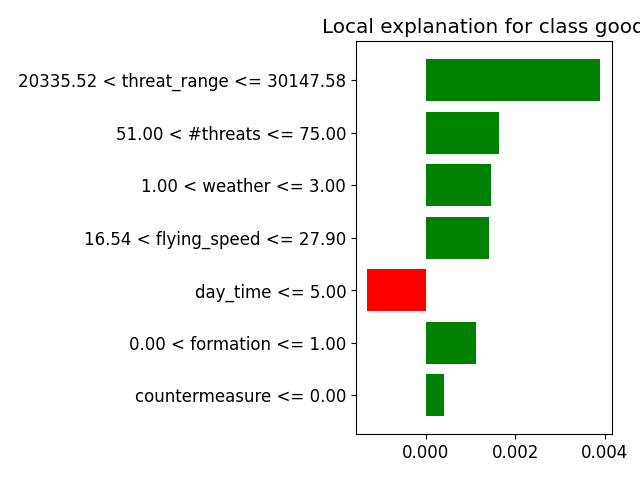 Local explanation for class good
20335.52 < threat_range <= 30147.58
51.00 < #threats <= 75.00
1.00 < weather <= 3.00
16.54 < flying_speed <= 27.90
day_time <= 5.00
0.00 < formation <= 1.00
countermeasure <= 0.00
0.000 0.002 0.004